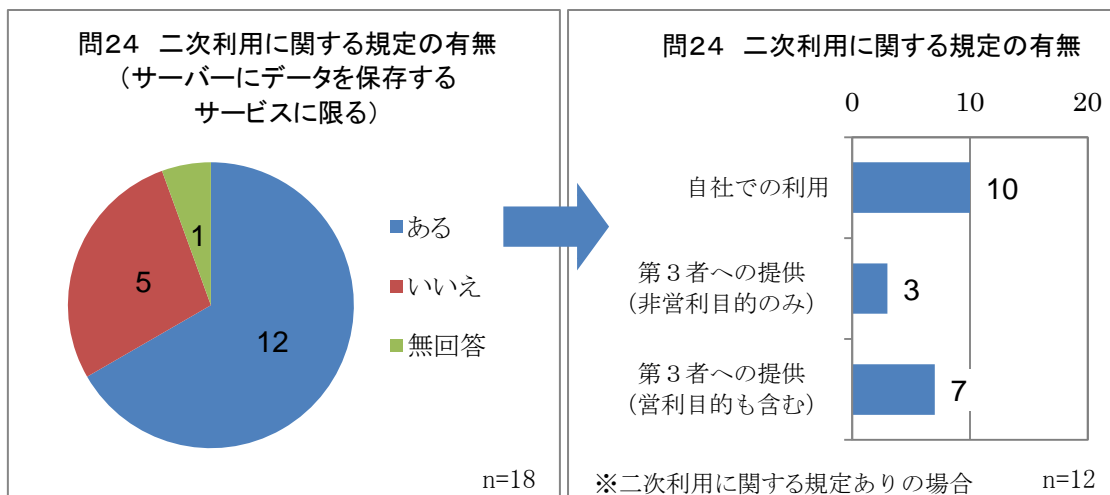 問24 二次利用に関する規定の有無
（サーバーにデータを保存する
サービスに限る）
1
5
12
ある
いいえ
無回答
n=18
問24 二次利用に関する規定の有無
0 10 20
自社での利用 10
第３者への提供
（非営利目的のみ） 3
第３者への提供
（営利目的も含む） 7
※二次利用に関する規定ありの場合 n=12